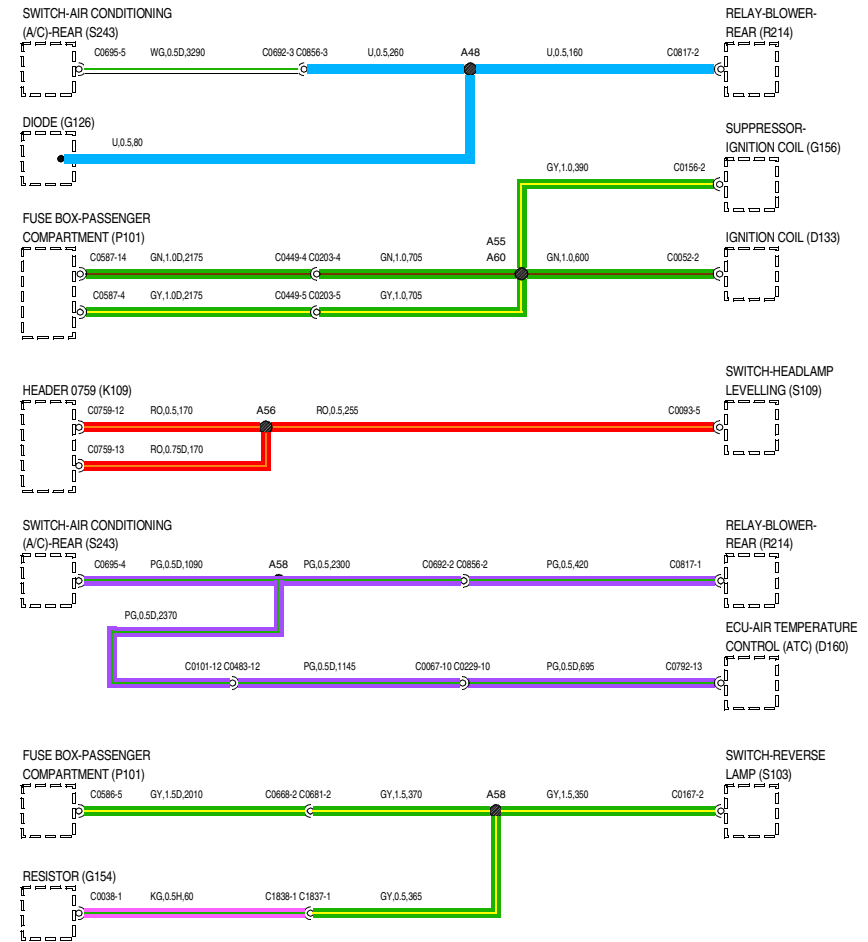 SWITCH-AIR CONDITIONING
(A/C)-REAR (S243)
RELAY-BLOWER-
REAR (R214)
C0695-5 WG,0.5D,3290 C0692-3 C0856-3 U,0.5,260 A48 U,0.5,160 C0817-2
DIODE (G126)
U,0.5,80
SUPPRESSOR-
IGNITION COIL (G156)
GY,1.0,390 C0156-2
FUSE BOX-PASSENGER
COMPARTMENT (P101)
IGNITION COIL (D133)
A55
A60
C0587-14 GN,1.0D,2175 C0449-4 C0203-4 GN,1.0,705 GN,1.0,600 C0052-2
C0587-4 GY,1.0D,2175 C0449-5 C0203-5 GY,1.0,705
SWITCH-HEADLAMP
LEVELLING (S109)
HEADER 0759 (K109)
C0759-12 RO,0.5,170 A56 RO,0.5,255 C0093-5
C0759-13 RO,0.75D,170
SWITCH-AIR CONDITIONING
(A/C)-REAR (S243)
RELAY-BLOWER-
REAR (R214)
C0695-4 PG,0.5D,1090 A58 PG,0.5,2300 C0692-2 C0856-2 PG,0.5,420 C0817-1
PG,0.5D,2370
ECU-AIR TEMPERATURE
CONTROL (ATC) (D160)
C0101-12 C0483-12 PG,0.5D,1145 C0067-10 C0229-10 PG,0.5D,695 C0792-13
FUSE BOX-PASSENGER
COMPARTMENT (P101)
SWITCH-REVERSE
LAMP (S103)
C0586-5 GY,1.5D,2010 C0668-2 C0681-2 GY,1.5,370 A58 GY,1.5,350 C0167-2
RESISTOR (G154)
C0038-1 KG,0.5H,60 C1838-1 C1837-1 GY,0.5,365